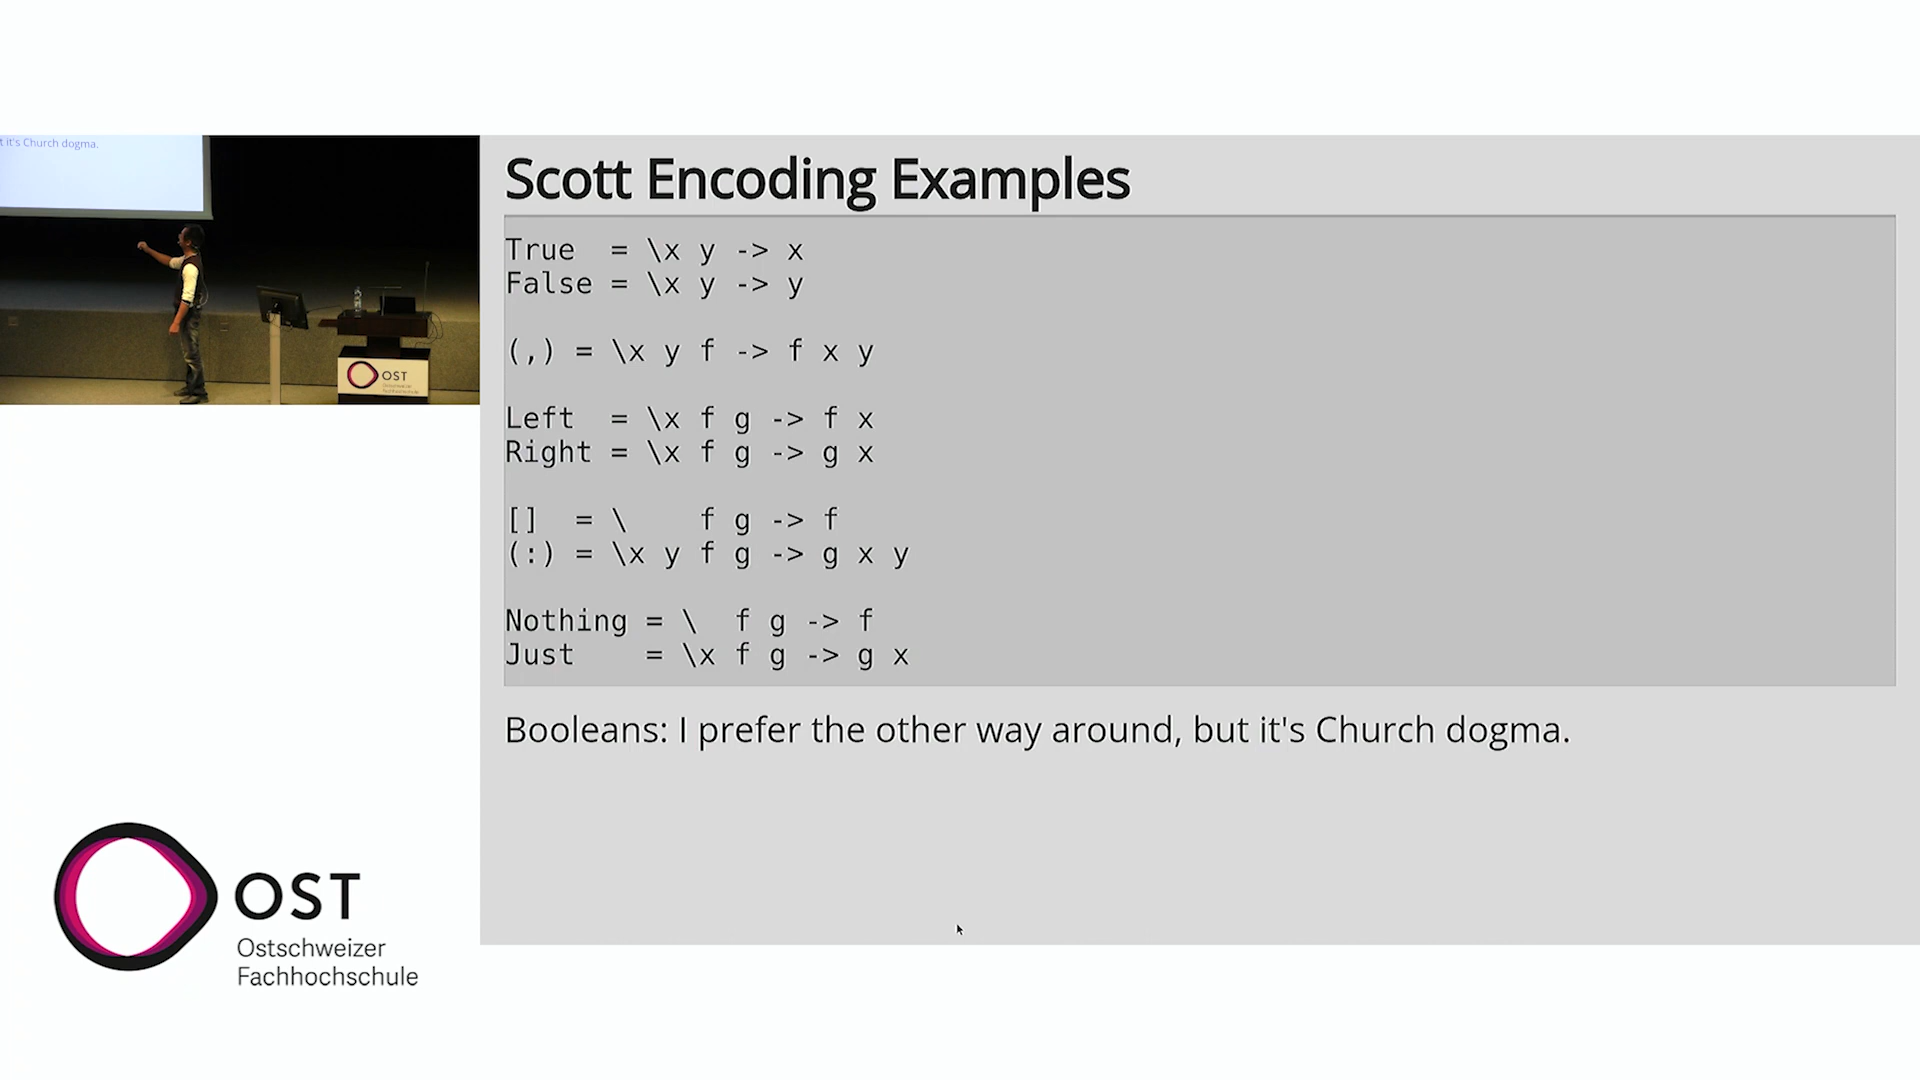 t it's Church dogma.
OST
Scott Encoding Examples
True  = \x y -> x
False = \x y -> y
(,) = \x y f -> f x y
Left  = \x f g -> f x
Right = \x f g -> g x
[]  = \    f g -> f
(:) = \x y f g -> g x y
Nothing = \  f g -> f
Just    = \x f g -> g x
Booleans: I prefer the other way around, but it's Church dogma.
OST
Ostschweizer
Fachhochschule